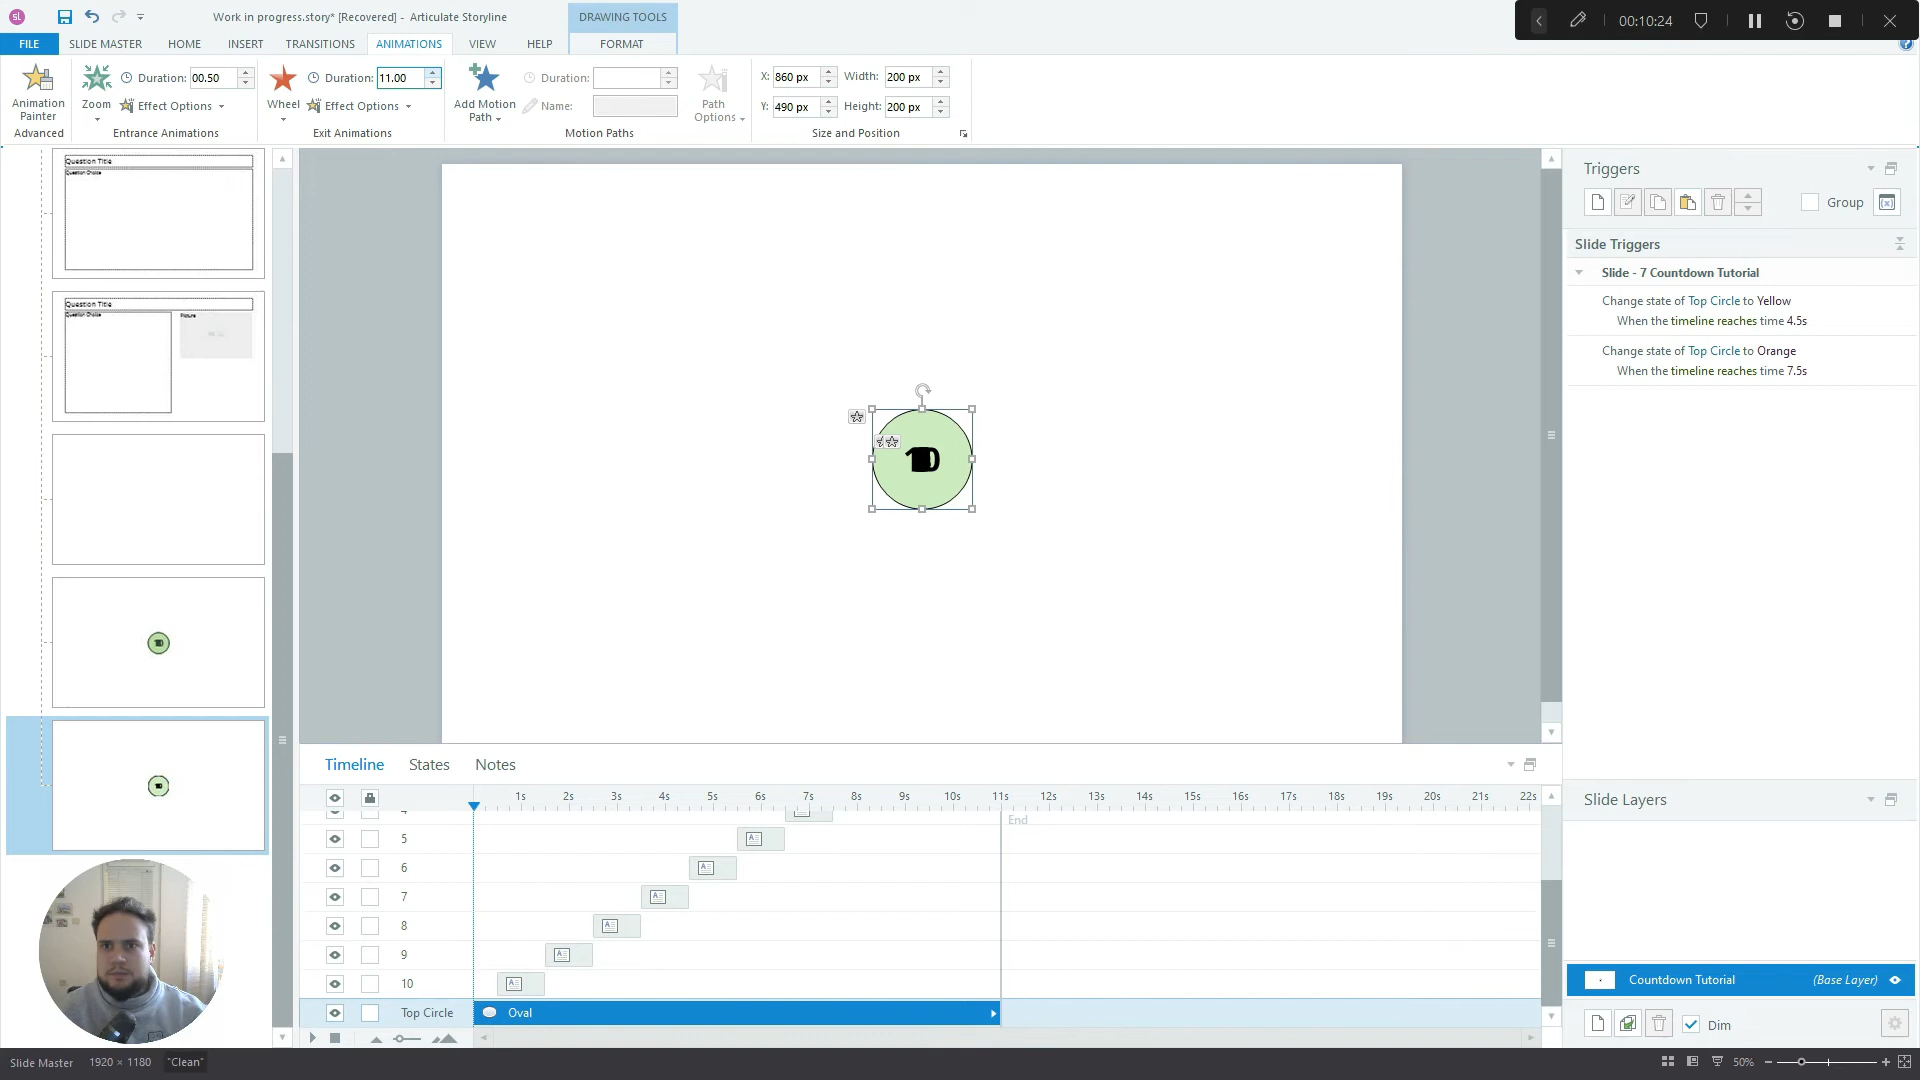 sl
Work in progress.story* [Recovered] - Articulate Storyline
DRAWING TOOLS
00:10:24
FILE
SLIDE MASTER
HOME
INSERT
TRANSITIONS
ANIMATIONS
VIEW
HELP
FORMAT
Duration: 00.50
Duration: 11.00
Duration:
X: 860 px
Width: 200 px
Animation Painter
Zoom
Effect Options
Wheel
Effect Options
Add Motion Path
Name:
Path Options
Y: 490 px
Height: 200 px
Advanced
Entrance Animations
Exit Animations
Motion Paths
Size and Position
Question Title
Question Choice
Question Title
Question Choice
Picture
Triggers
Group
Slide Triggers
Slide - 7 Countdown Tutorial
Change state of Top Circle to Yellow
When the timeline reaches time 4.5s
Change state of Top Circle to Orange
When the timeline reaches time 7.5s
Timeline
States
Notes
1s 2s 3s 4s 5s 6s 7s 8s 9s 10s 11s 12s 13s 14s 15s 16s 17s 18s 19s 20s 21s 22s
End
4
5
6
7
8
9
10
Top Circle
Oval
Slide Layers
Countdown Tutorial
(Base Layer)
Dim
Slide Master
1920 × 1180
"Clean"
50%